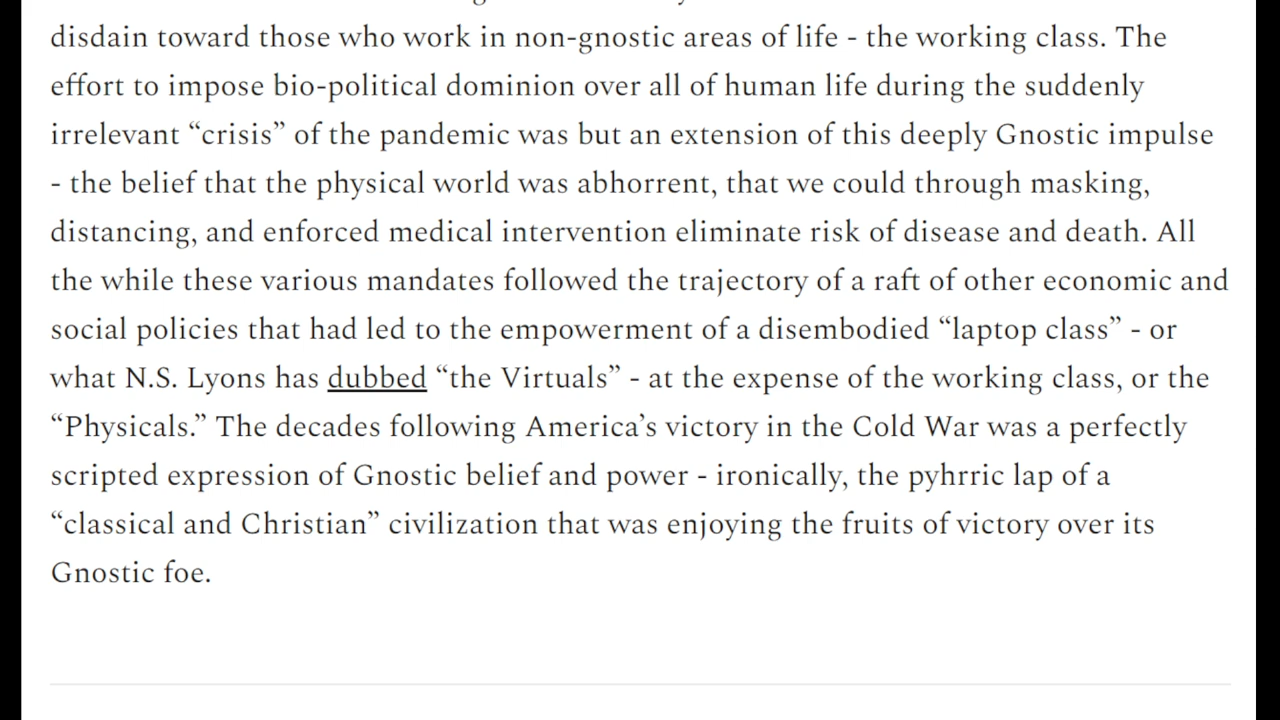 disdain toward those who work in non-gnostic areas of life - the working class. The
effort to impose bio-political dominion over all of human life during the suddenly
irrelevant “crisis” of the pandemic was but an extension of this deeply Gnostic impulse
- the belief that the physical world was abhorrent, that we could through masking,
distancing, and enforced medical intervention eliminate risk of disease and death. All
the while these various mandates followed the trajectory of a raft of other economic and
social policies that had led to the empowerment of a disembodied “laptop class” - or
what N.S. Lyons has dubbed “the Virtuals” - at the expense of the working class, or the
“Physicals.” The decades following America’s victory in the Cold War was a perfectly
scripted expression of Gnostic belief and power - ironically, the pyhrric lap of a
“classical and Christian” civilization that was enjoying the fruits of victory over its
Gnostic foe.